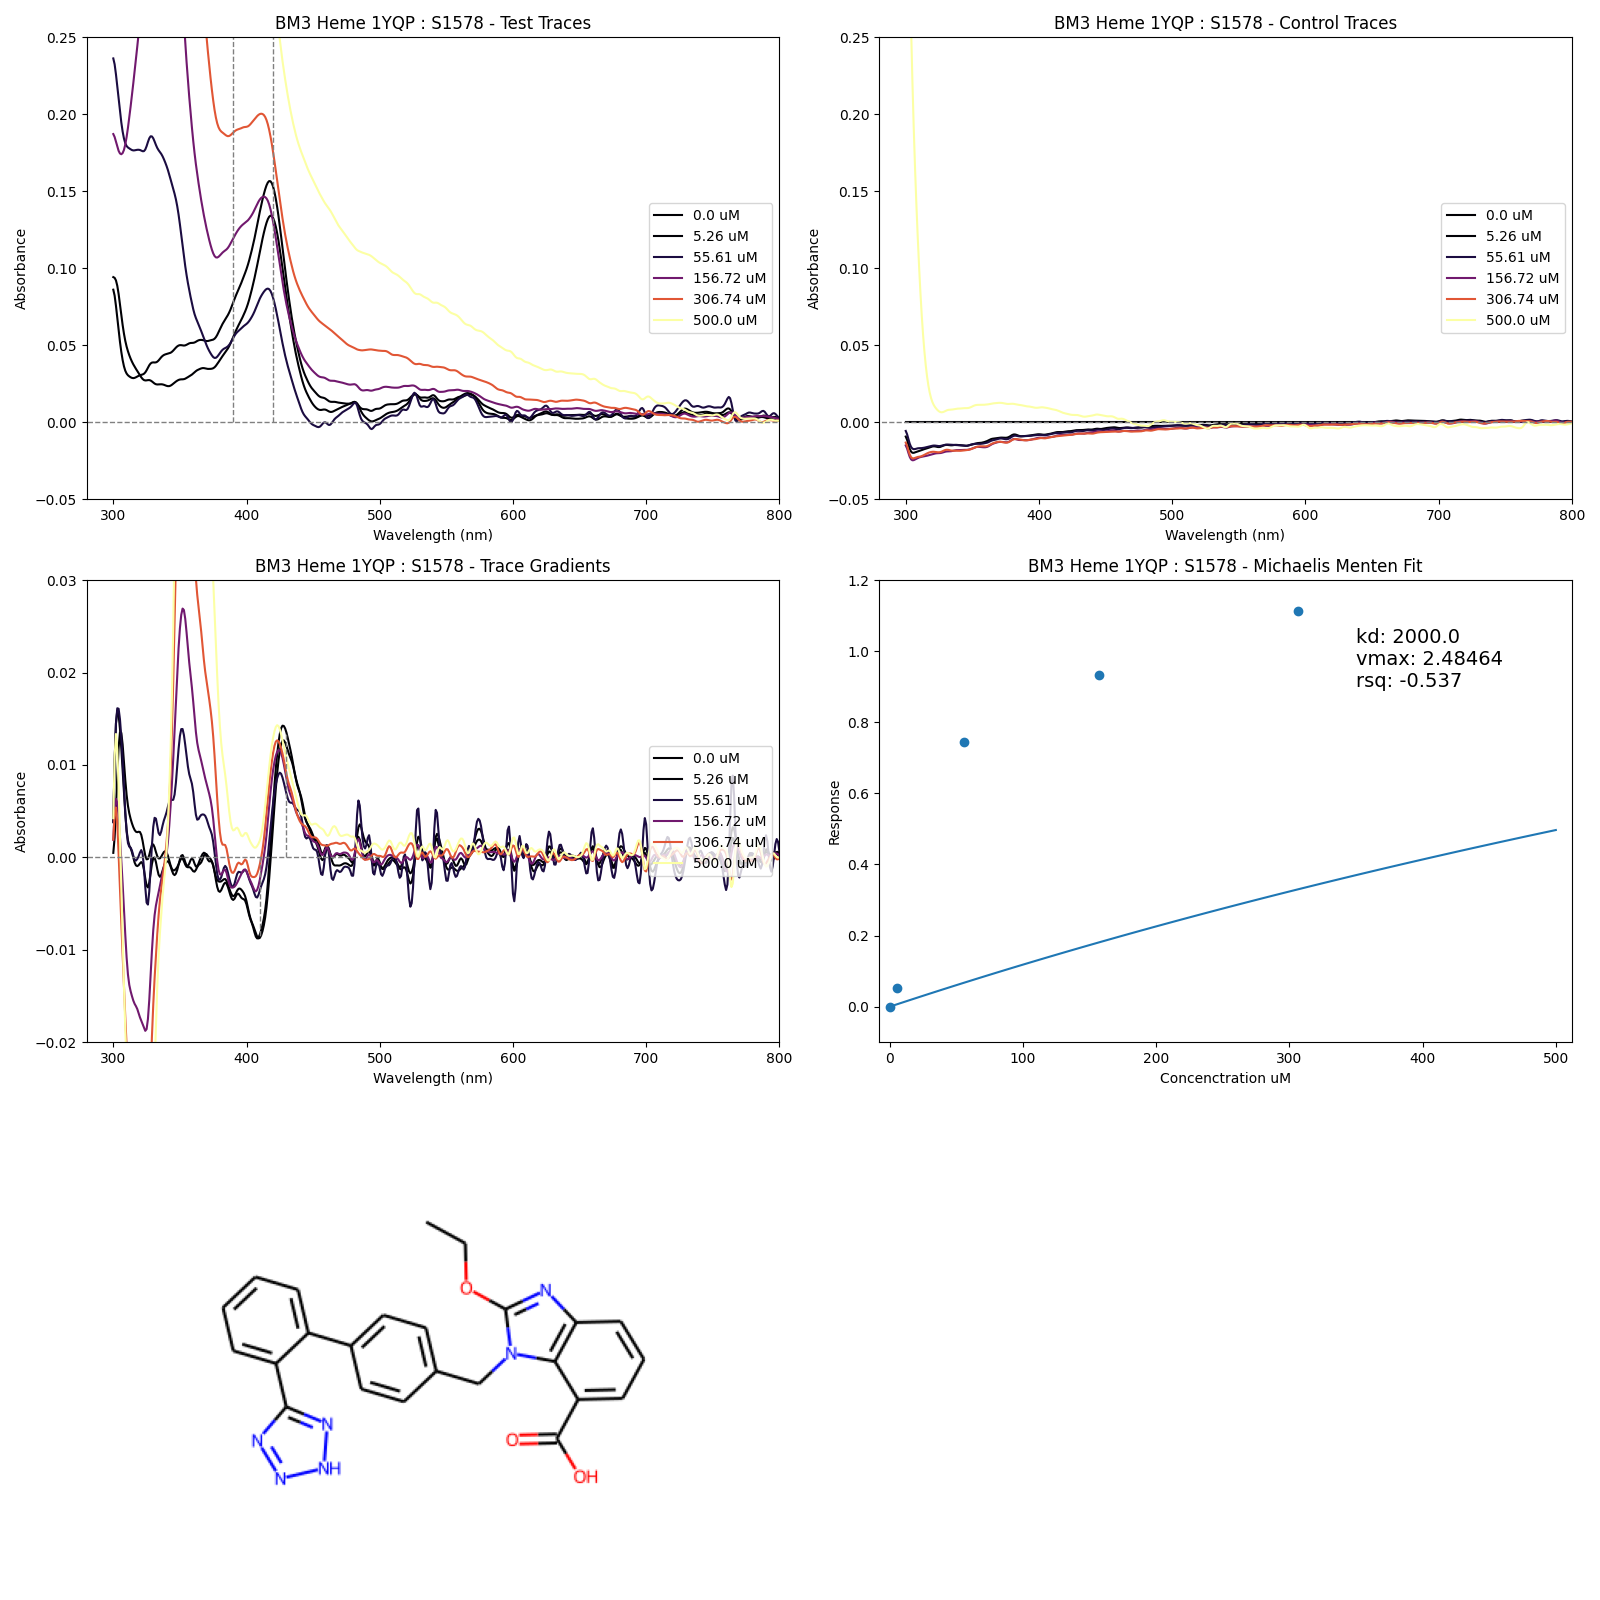 BM3 Heme 1YQP : S1578 - Test Traces
0.25
0.20
0.15
0.10
0.05
0.00
−0.05
Absorbance
300 400 500 600 700 800
Wavelength (nm)
0.0 uM
5.26 uM
55.61 uM
156.72 uM
306.74 uM
500.0 uM
BM3 Heme 1YQP : S1578 - Control Traces
0.25
0.20
0.15
0.10
0.05
0.00
−0.05
Absorbance
300 400 500 600 700 800
Wavelength (nm)
0.0 uM
5.26 uM
55.61 uM
156.72 uM
306.74 uM
500.0 uM
BM3 Heme 1YQP : S1578 - Trace Gradients
0.03
0.02
0.01
0.00
−0.01
−0.02
Absorbance
300 400 500 600 700 800
Wavelength (nm)
0.0 uM
5.26 uM
55.61 uM
156.72 uM
306.74 uM
500.0 uM
BM3 Heme 1YQP : S1578 - Michaelis Menten Fit
1.2
1.0
0.8
0.6
0.4
0.2
0.0
Response
0 100 200 300 400 500
Concenctration uM
kd: 2000.0
vmax: 2.48464
rsq: -0.537
O
N
N
N
N
N
NH
O
OH